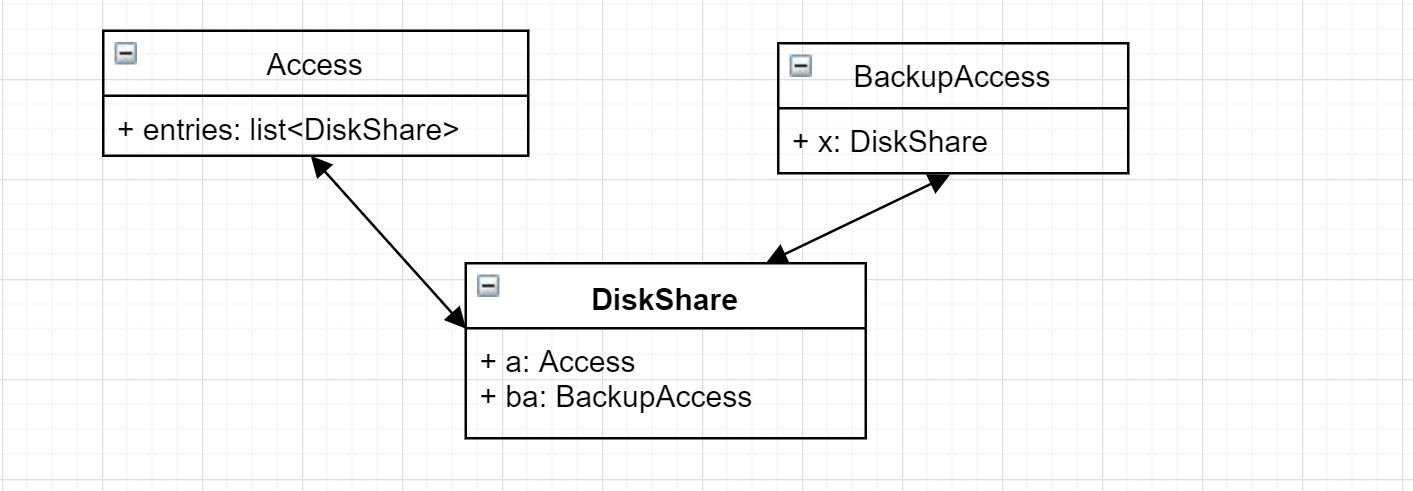 Access
+ entries: list<DiskShare>
BackupAccess
+ x: DiskShare
DiskShare
+ a: Access
+ ba: BackupAccess